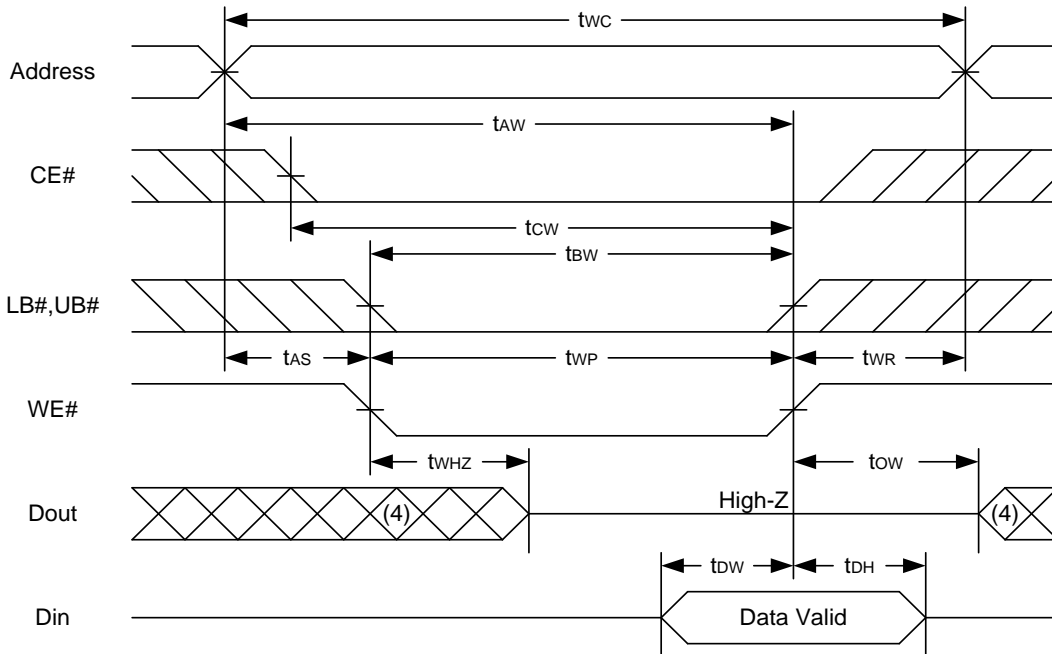 tWC
Address
tAW
CE#
tCW
tBW
LB#,UB#
tAS tWP tWR
WE#
tWHZ tOW
Dout (4) High-Z (4)
tDW tDH
Din Data Valid